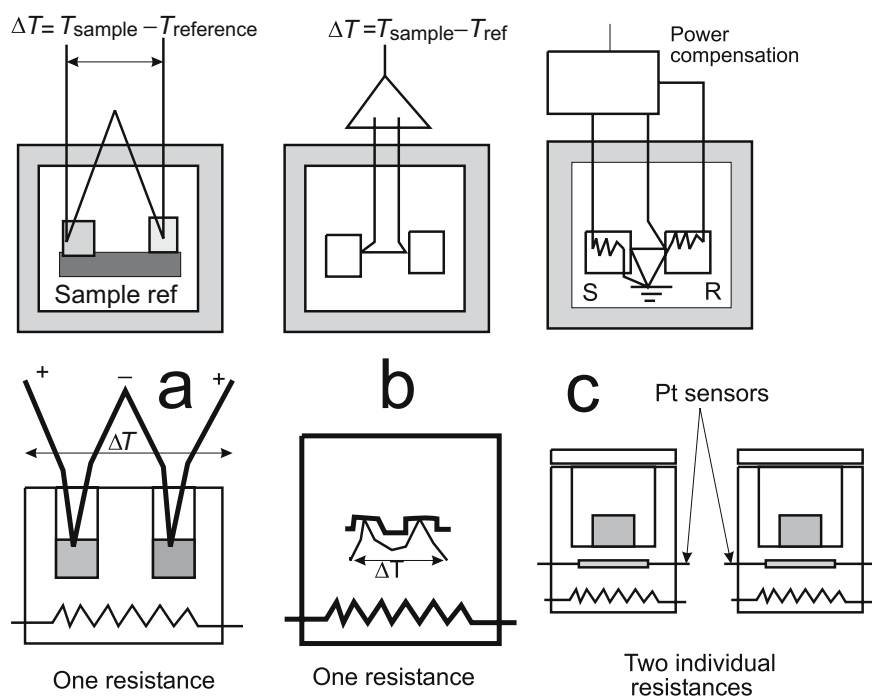 ΔT = Tsample – Treference
ΔT = Tsample – Tref
Power
compensation
Sample ref
S
R
a
b
c
+
–
+
ΔT
ΔT
Pt sensors
One resistance
One resistance
Two individual
resistances